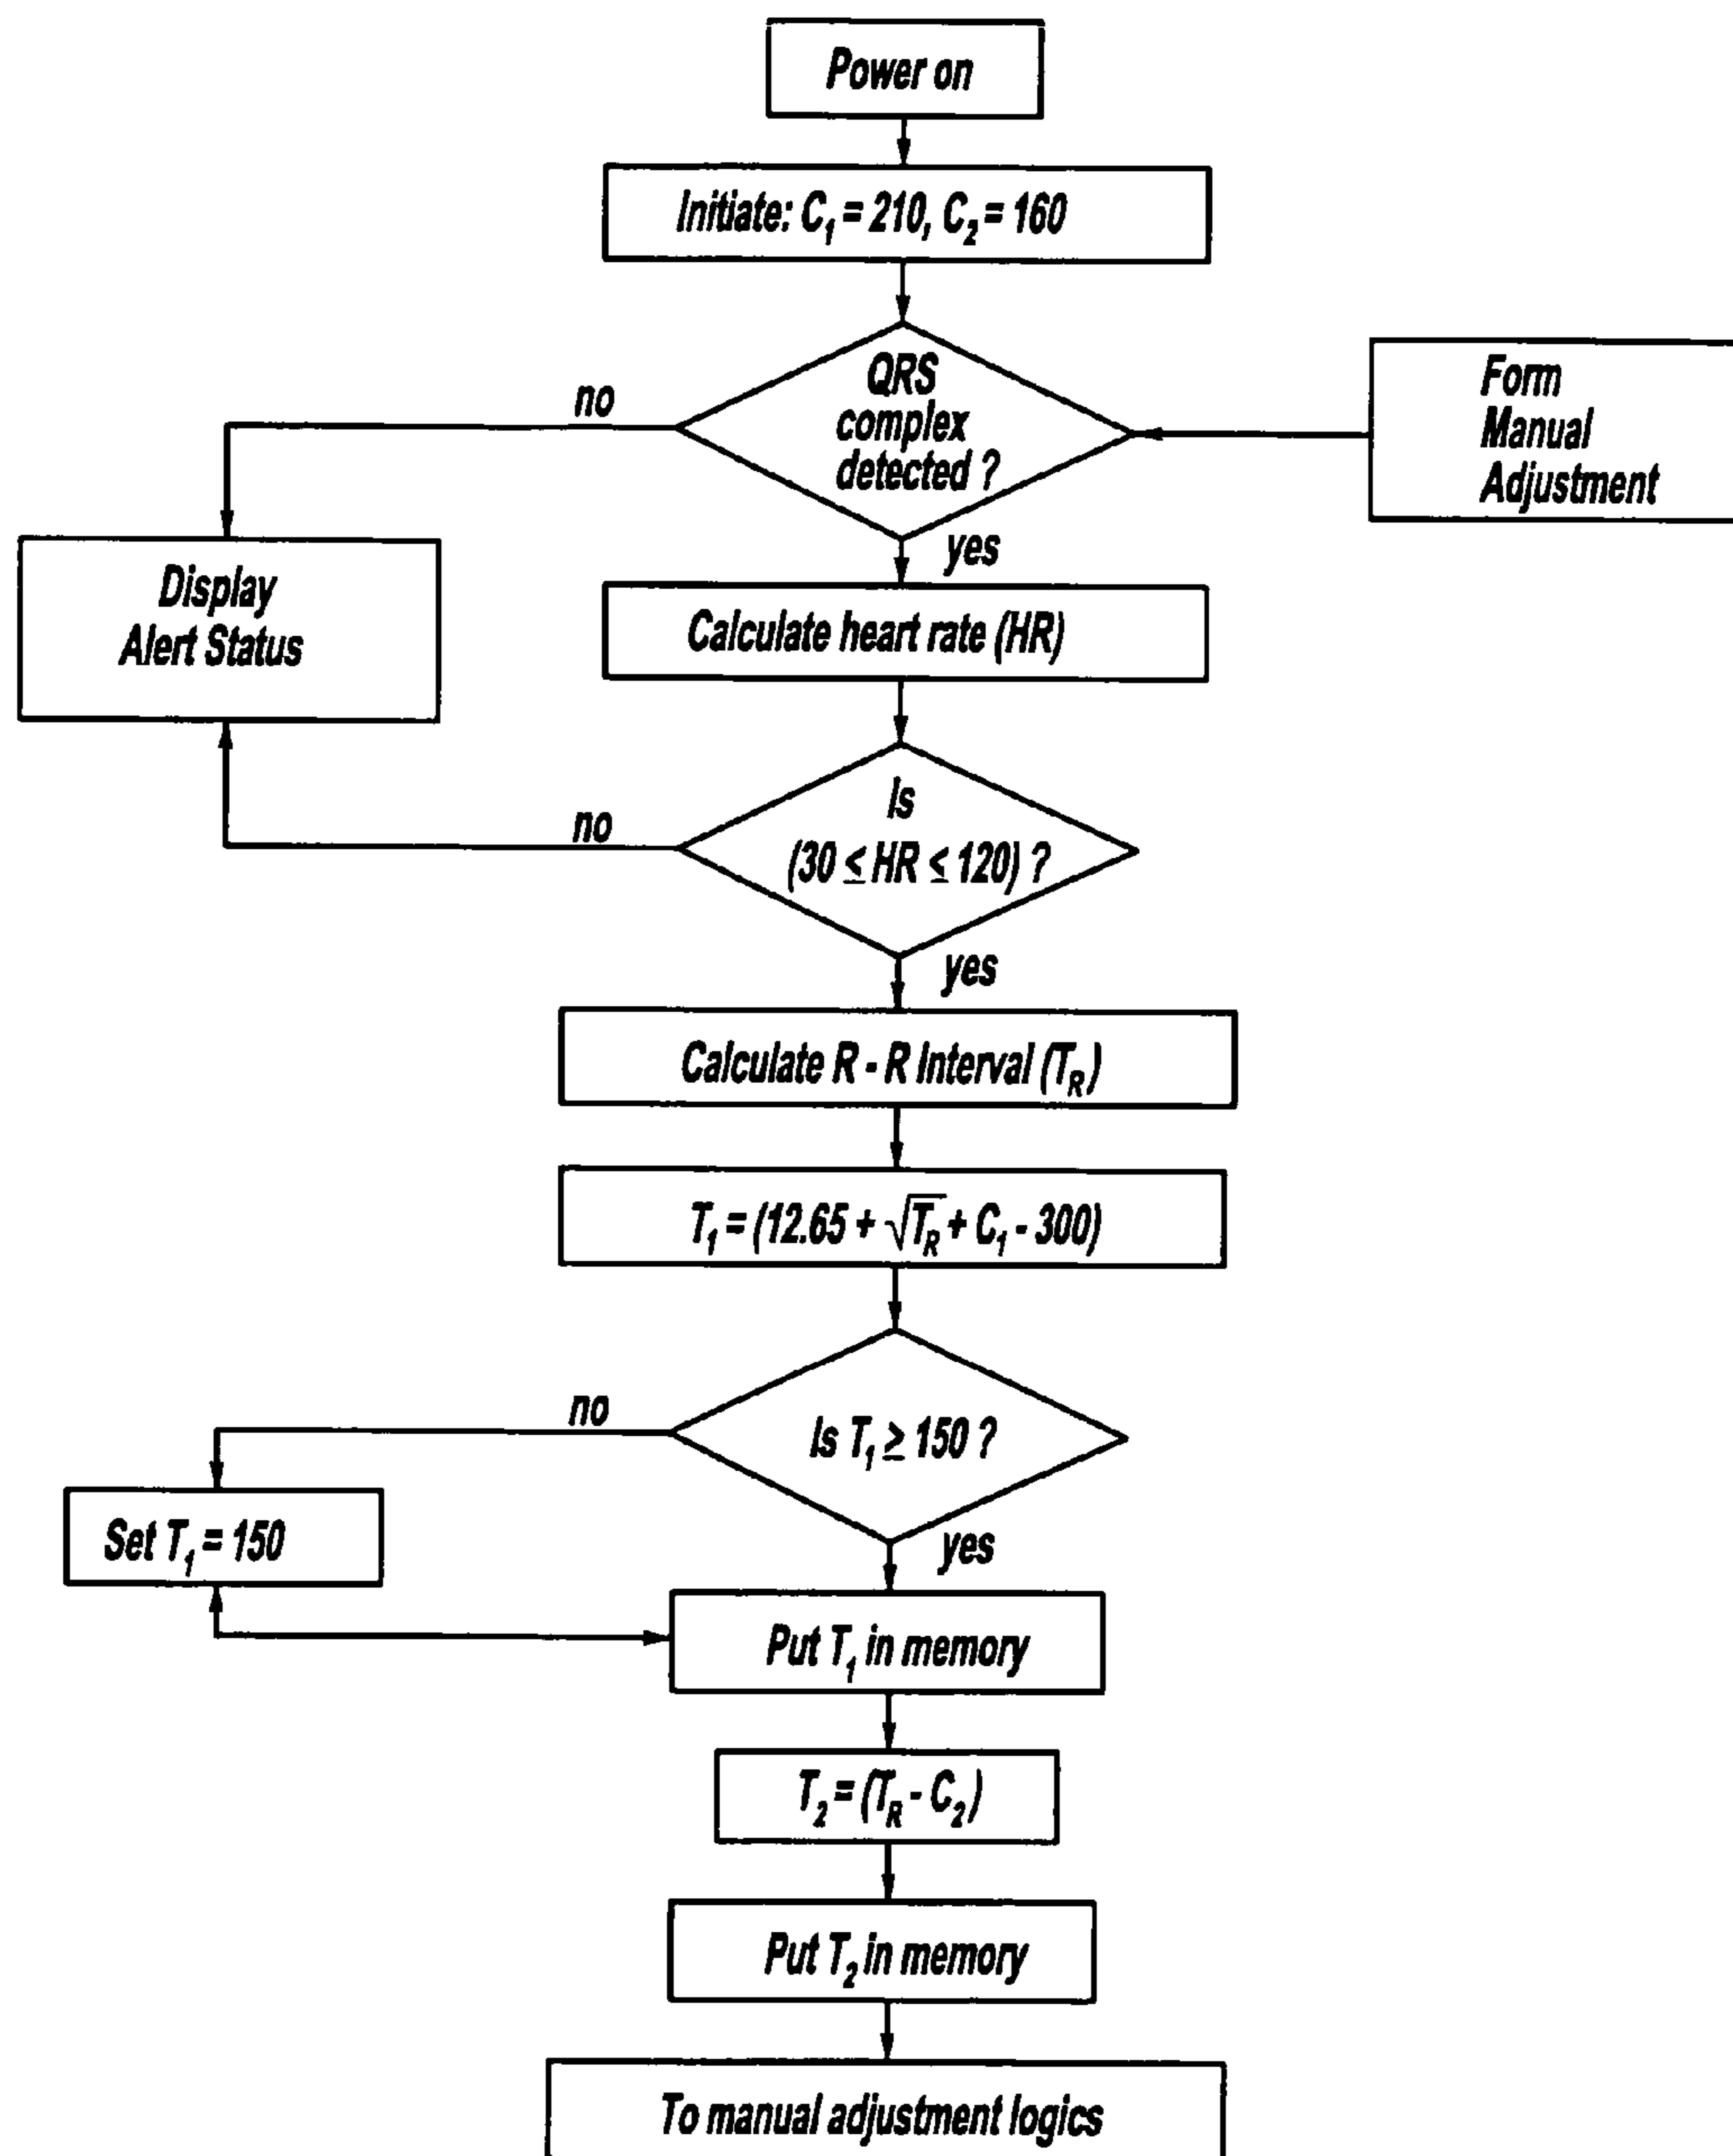 Power on
Initiate: C₁ = 210, C₂ = 160
QRS
complex
detected ?
no
Form
Manual
Adjustment
yes
Display
Alert Status
Calculate heart rate (HR)
Is
(30 ≤ HR ≤ 120) ?
no
yes
Calculate R - R Interval (T_R)
T₁ = (12.65 + √T_R + C₁ - 300)
Is T₁ ≥ 150 ?
no
yes
Set T₁ = 150
Put T₁ in memory
T₂ = (T_R - C₂)
Put T₂ in memory
To manual adjustment logics